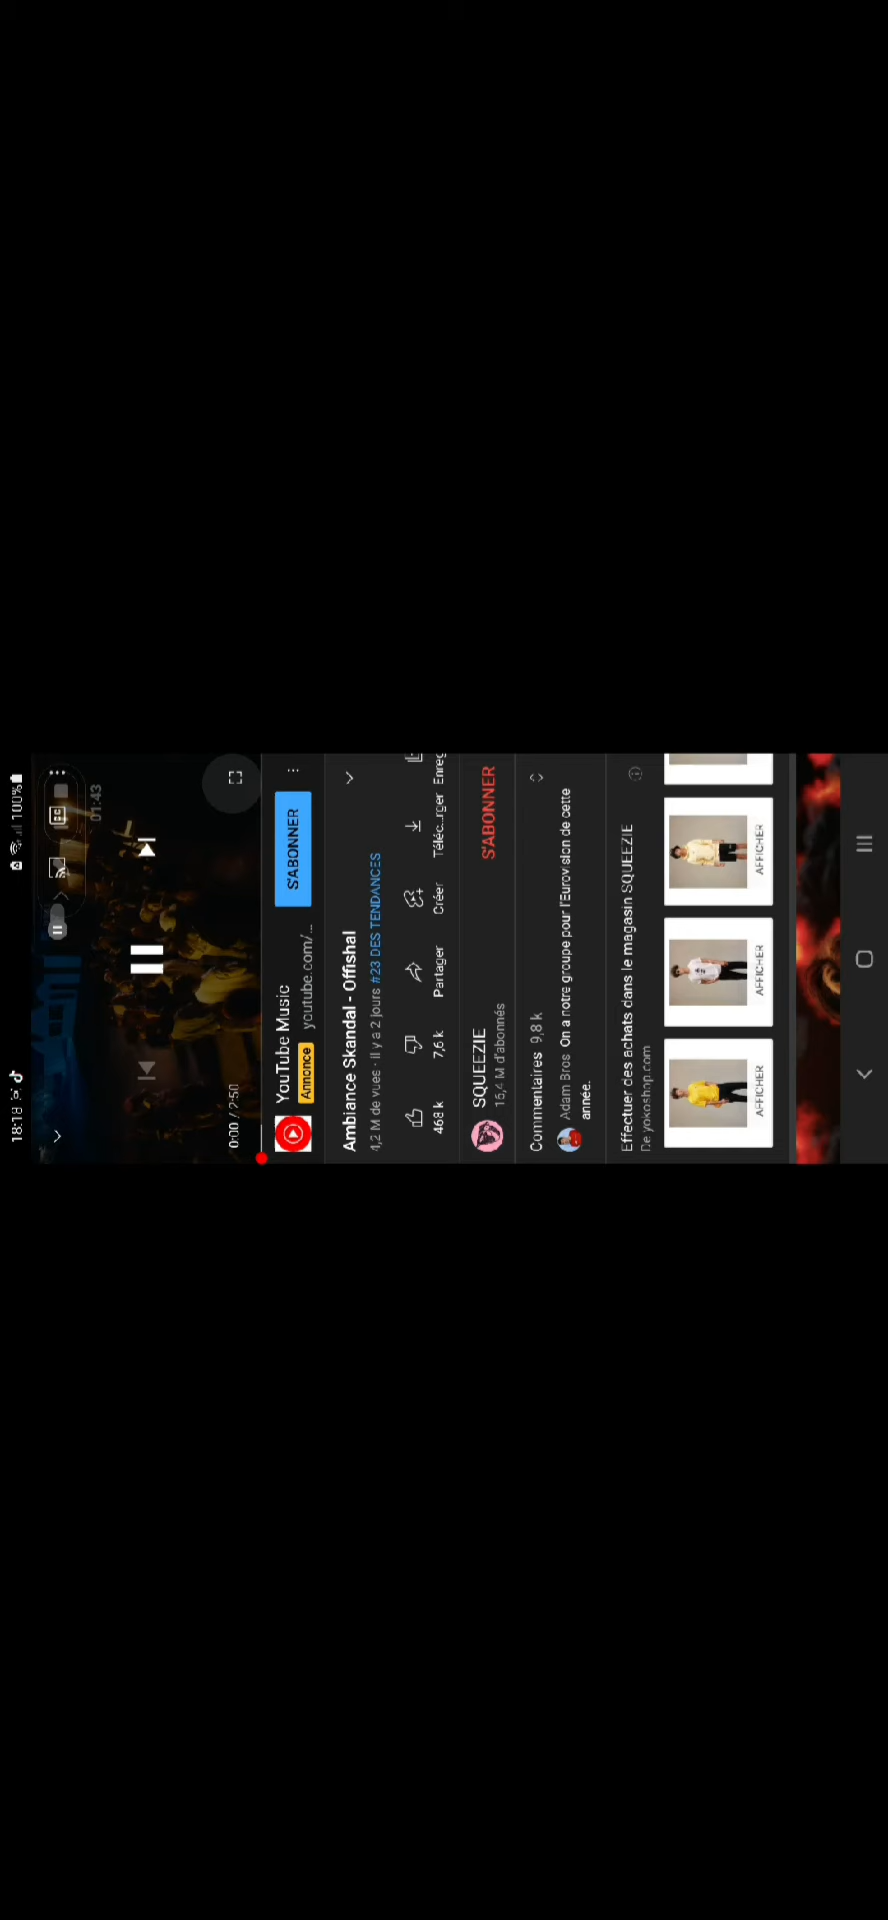 18:18
100%
01:43
0:00 / 2:50
YouTube Music
Annonce youtube.com/...
S'ABONNER
Ambiance Skandal - Offishal
4,2 M de vues · il y a 2 jours #23 DES TENDANCES
468 k 7,6 k Partager Créer Téléc...rger Enreg
SQUEEZIE
S'ABONNER
Commentaires 9,8 k
Adam Bros On a notre groupe pour l'Eurovision de cette
année.
Effectuer des achats dans le magasin SQUEEZIE
De yokoshop.com
AFFICHER AFFICHER AFFICHER